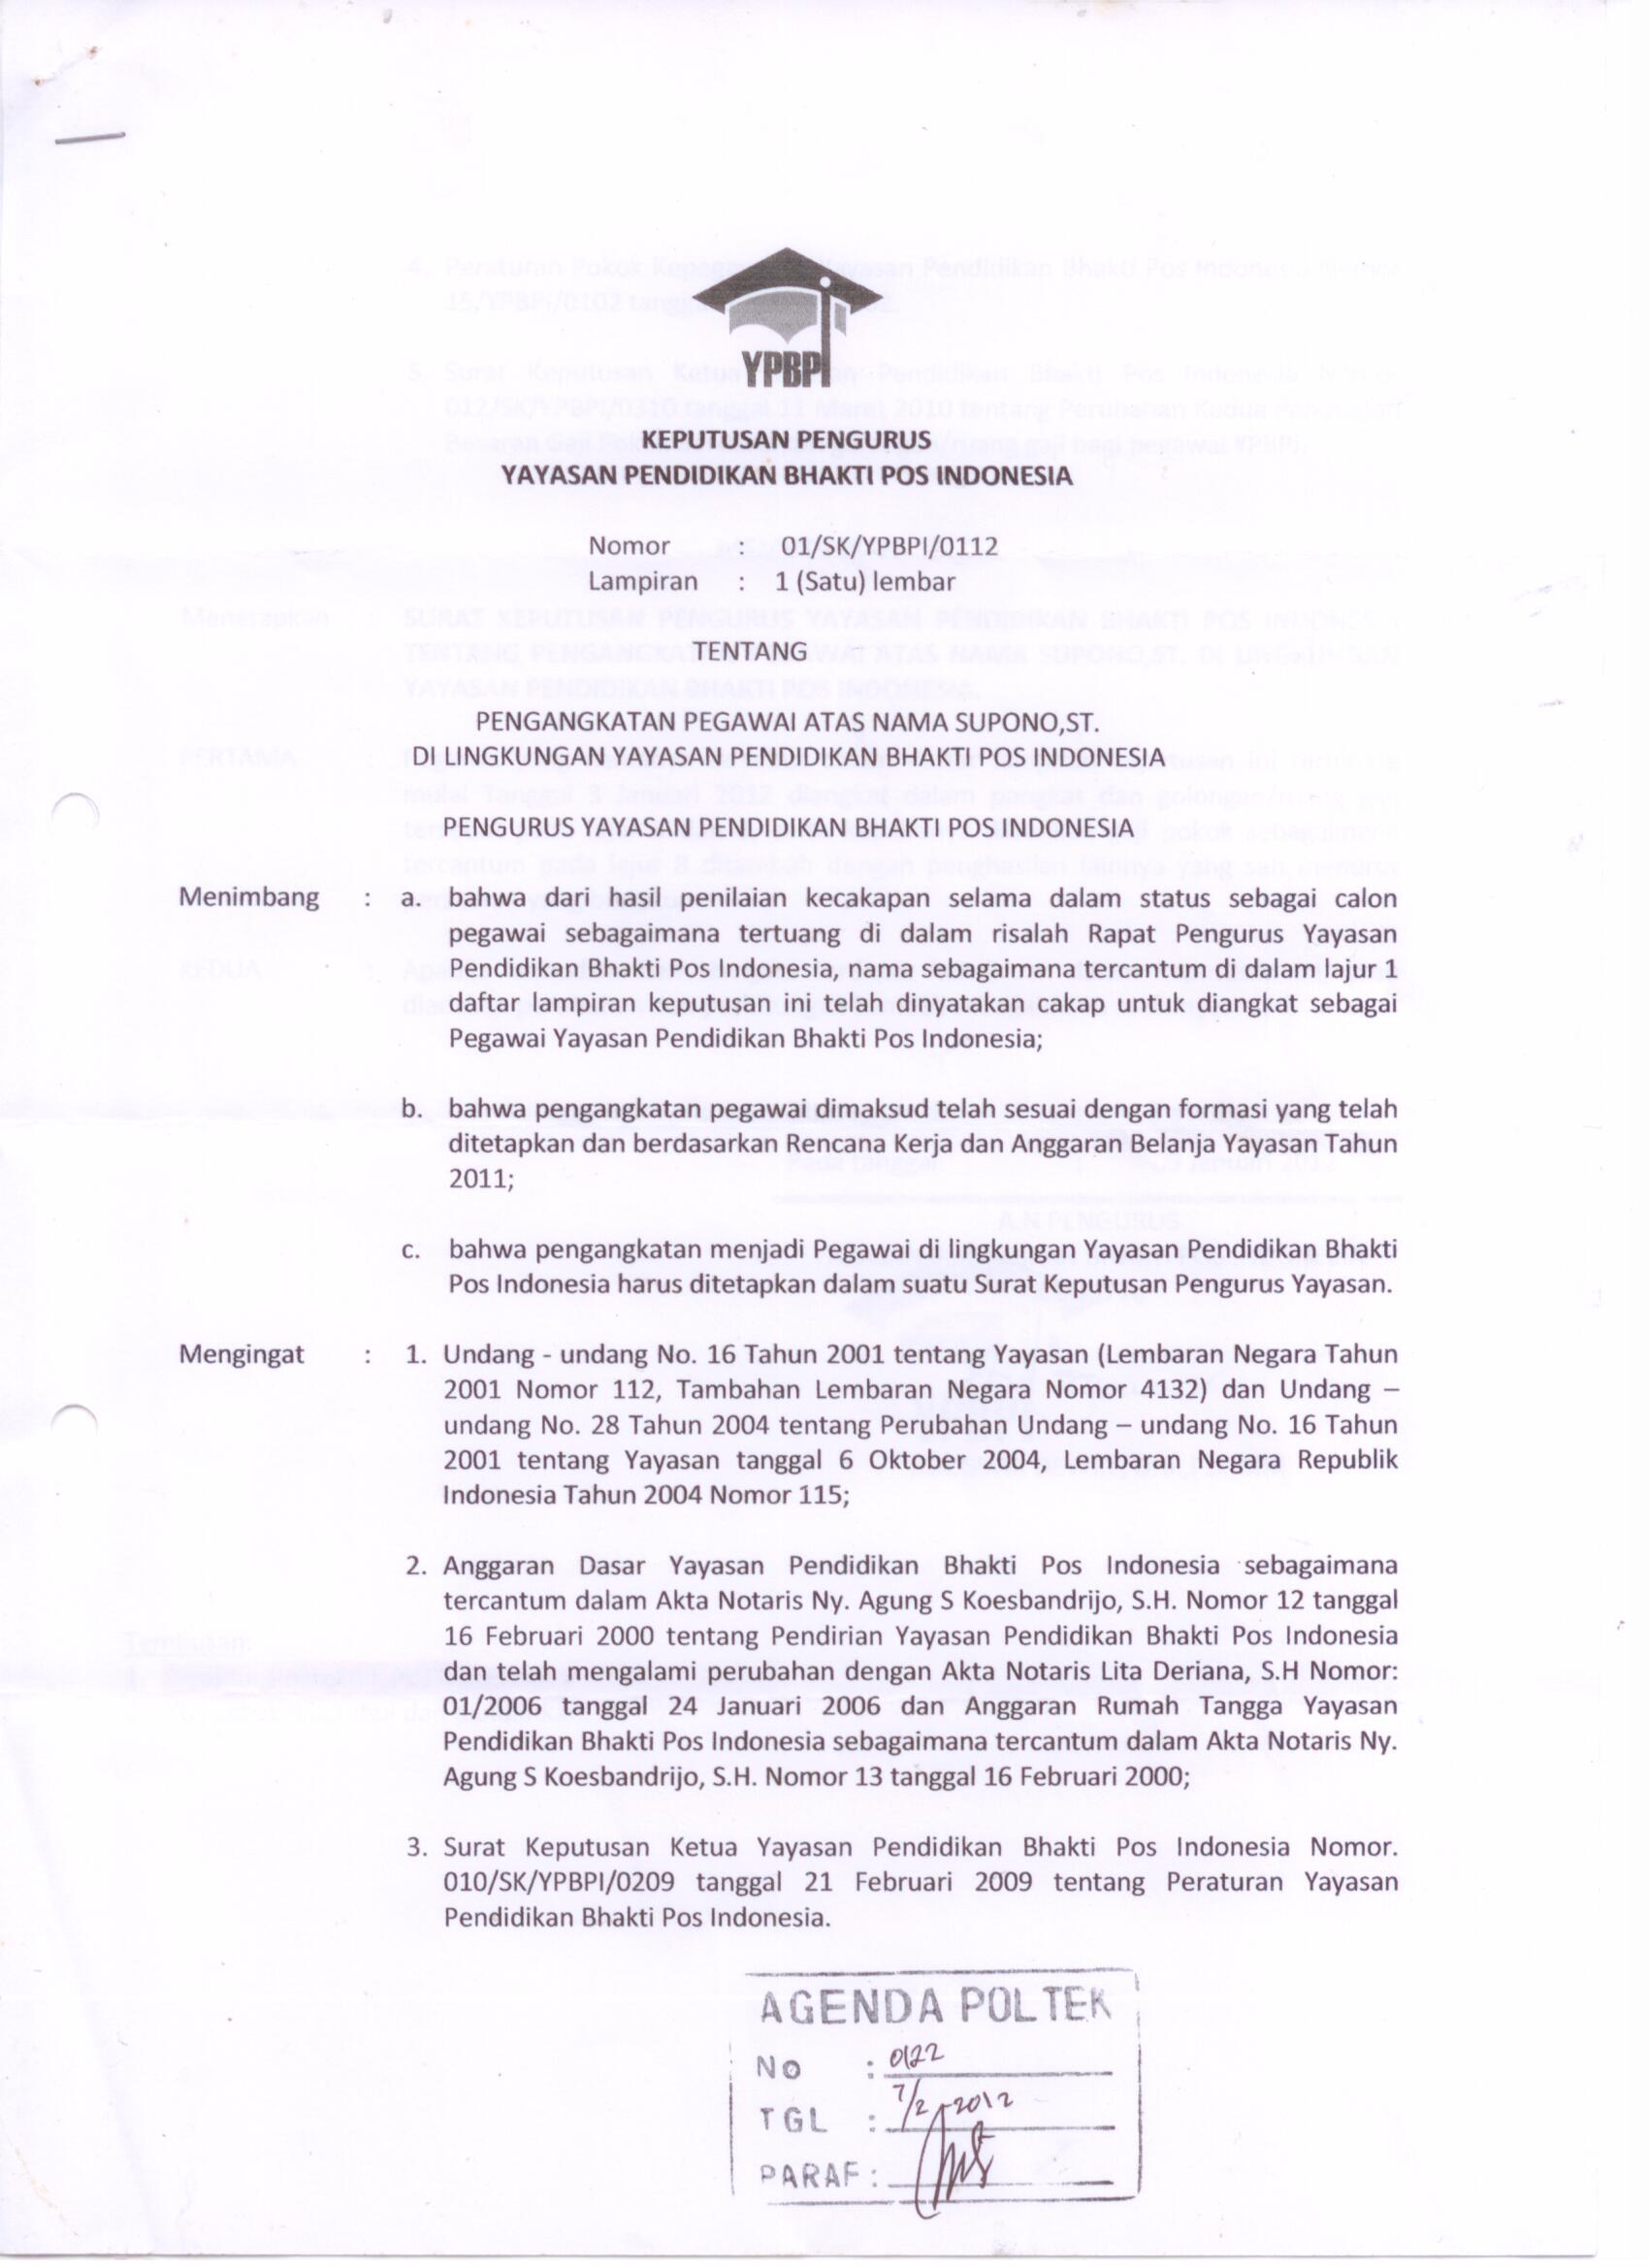 YPBPI
KEPUTUSAN PENGURUS
YAYASAN PENDIDIKAN BHAKTI POS INDONESIA
Nomor : 01/SK/YPBPI/0112
Lampiran : 1 (Satu) lembar
TENTANG
PENGANGKATAN PEGAWAI ATAS NAMA SUPONO,ST.
DI LINGKUNGAN YAYASAN PENDIDIKAN BHAKTI POS INDONESIA
PENGURUS YAYASAN PENDIDIKAN BHAKTI POS INDONESIA
Menimbang : a. bahwa dari hasil penilaian kecakapan selama dalam status sebagai calon
pegawai sebagaimana tertuang di dalam risalah Rapat Pengurus Yayasan
Pendidikan Bhakti Pos Indonesia, nama sebagaimana tercantum di dalam lajur 1
daftar lampiran keputusan ini telah dinyatakan cakap untuk diangkat sebagai
Pegawai Yayasan Pendidikan Bhakti Pos Indonesia;
b. bahwa pengangkatan pegawai dimaksud telah sesuai dengan formasi yang telah
ditetapkan dan berdasarkan Rencana Kerja dan Anggaran Belanja Yayasan Tahun
2011;
c. bahwa pengangkatan menjadi Pegawai di lingkungan Yayasan Pendidikan Bhakti
Pos Indonesia harus ditetapkan dalam suatu Surat Keputusan Pengurus Yayasan.
Mengingat : 1. Undang - undang No. 16 Tahun 2001 tentang Yayasan (Lembaran Negara Tahun
2001 Nomor 112, Tambahan Lembaran Negara Nomor 4132) dan Undang –
undang No. 28 Tahun 2004 tentang Perubahan Undang – undang No. 16 Tahun
2001 tentang Yayasan tanggal 6 Oktober 2004, Lembaran Negara Republik
Indonesia Tahun 2004 Nomor 115;
2. Anggaran Dasar Yayasan Pendidikan Bhakti Pos Indonesia sebagaimana
tercantum dalam Akta Notaris Ny. Agung S Koesbandrijo, S.H. Nomor 12 tanggal
16 Februari 2000 tentang Pendirian Yayasan Pendidikan Bhakti Pos Indonesia
dan telah mengalami perubahan dengan Akta Notaris Lita Deriana, S.H Nomor:
01/2006 tanggal 24 Januari 2006 dan Anggaran Rumah Tangga Yayasan
Pendidikan Bhakti Pos Indonesia sebagaimana tercantum dalam Akta Notaris Ny.
Agung S Koesbandrijo, S.H. Nomor 13 tanggal 16 Februari 2000;
3. Surat Keputusan Ketua Yayasan Pendidikan Bhakti Pos Indonesia Nomor.
010/SK/YPBPI/0209 tanggal 21 Februari 2009 tentang Peraturan Yayasan
Pendidikan Bhakti Pos Indonesia.
AGENDA POLTEK
No : 0122
TGL : 7/2-2012
PARAF :